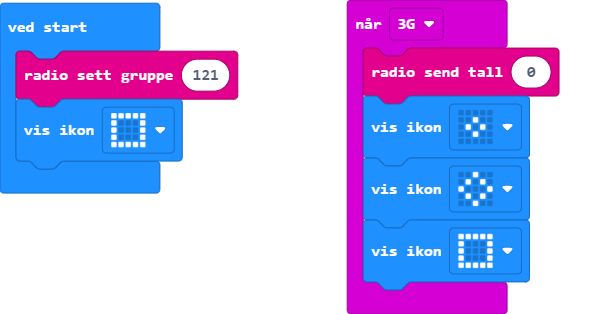 ved start
radio sett gruppe 121
vis ikon
når 3G
radio send tall 0
vis ikon
vis ikon
vis ikon